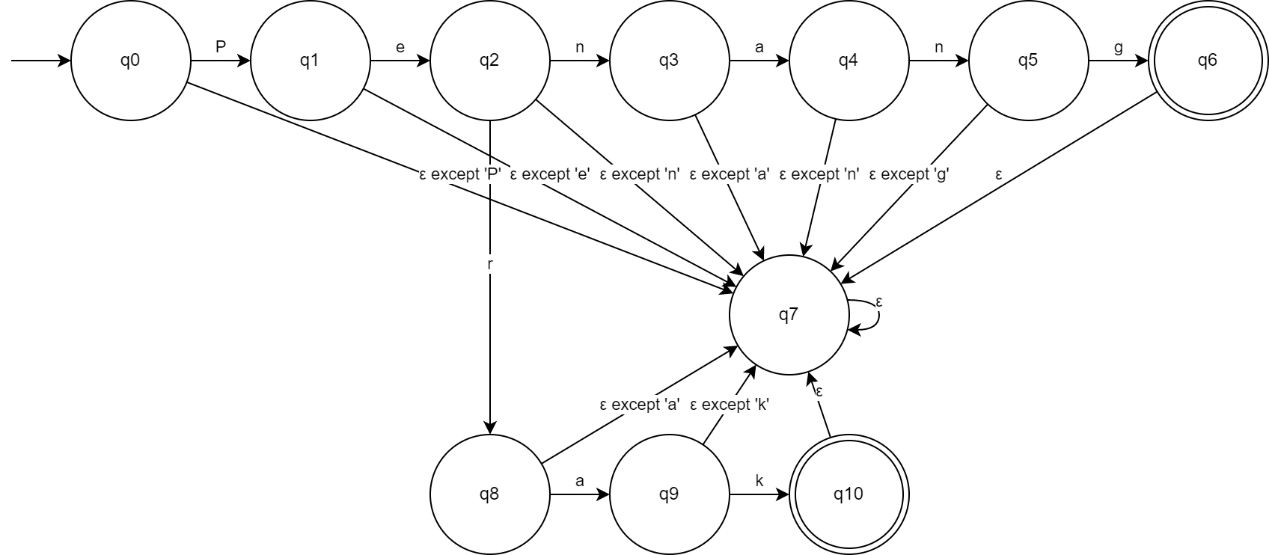 q0
P
q1
e
q2
n
q3
a
q4
n
q5
g
q6
ε except 'P'
ε except 'e'
ε except 'n'
ε except 'a'
ε except 'n'
ε except 'g'
ε
r
q7
ε
ε except 'a'
ε except 'k'
ε
q8
a
q9
k
q10